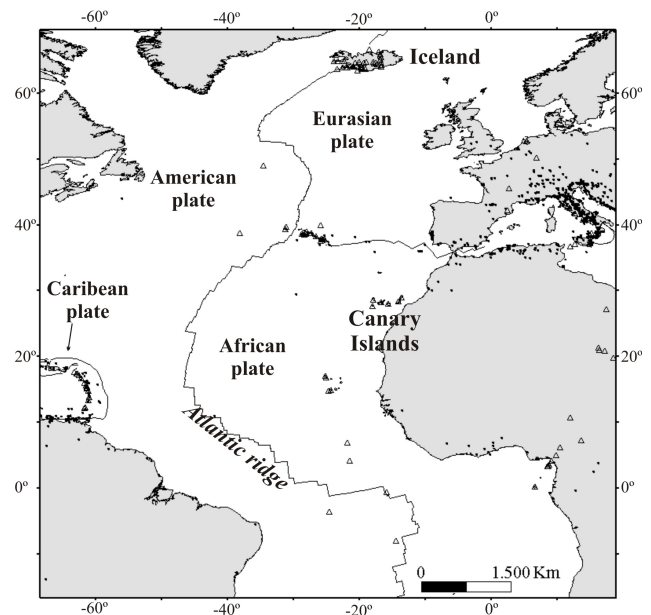 -60º -40º -20º 0º
Iceland
60º 60º
Eurasian
plate
American
plate
40º 40º
Caribean
plate
Canary
Islands
African
plate
20º 20º
Atlantic ridge
0º 0º
0 1.500 Km
-60º -40º -20º 0º